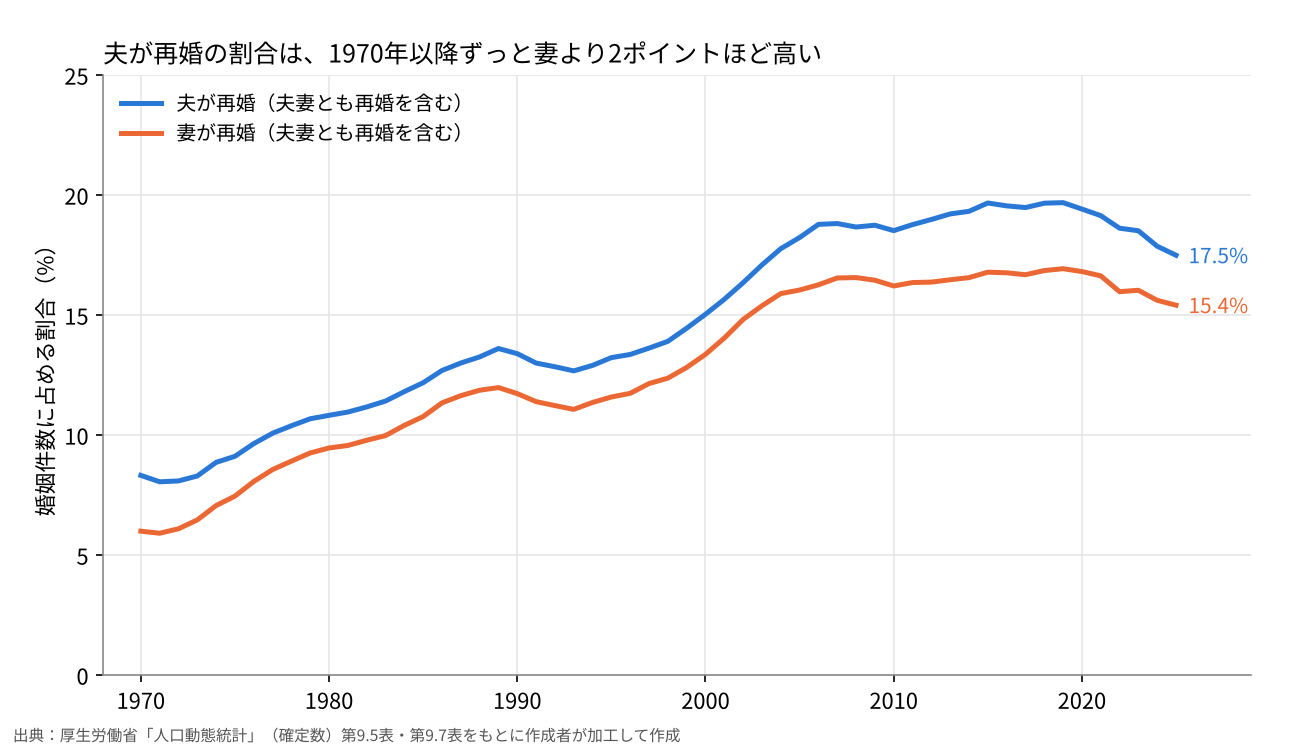 夫が再婚の割合は、1970年以降ずっと妻より2ポイントほど高い
25
20
15
10
5
0
夫が再婚（夫妻とも再婚を含む）
妻が再婚（夫妻とも再婚を含む）
婚姻件数に占める割合（%）
17.5%
15.4%
1970
1980
1990
2000
2010
2020
出典：厚生労働省「人口動態統計」（確定数）第9.5表・第9.7表をもとに作成者が加工して作成